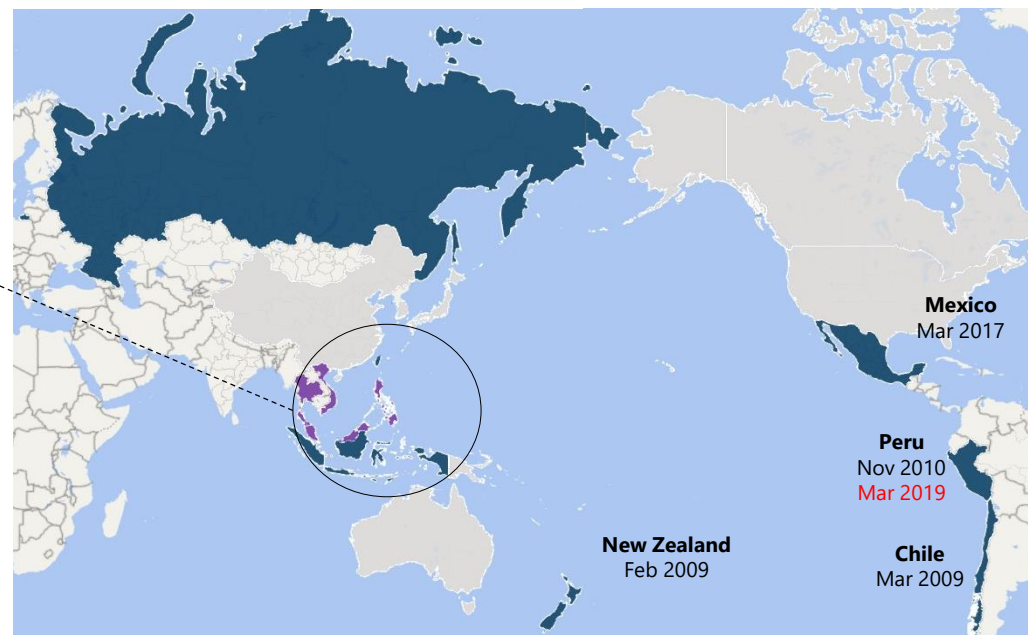 Mexico
Mar 2017
Peru
Nov 2010
Mar 2019
New Zealand
Feb 2009
Chile
Mar 2009